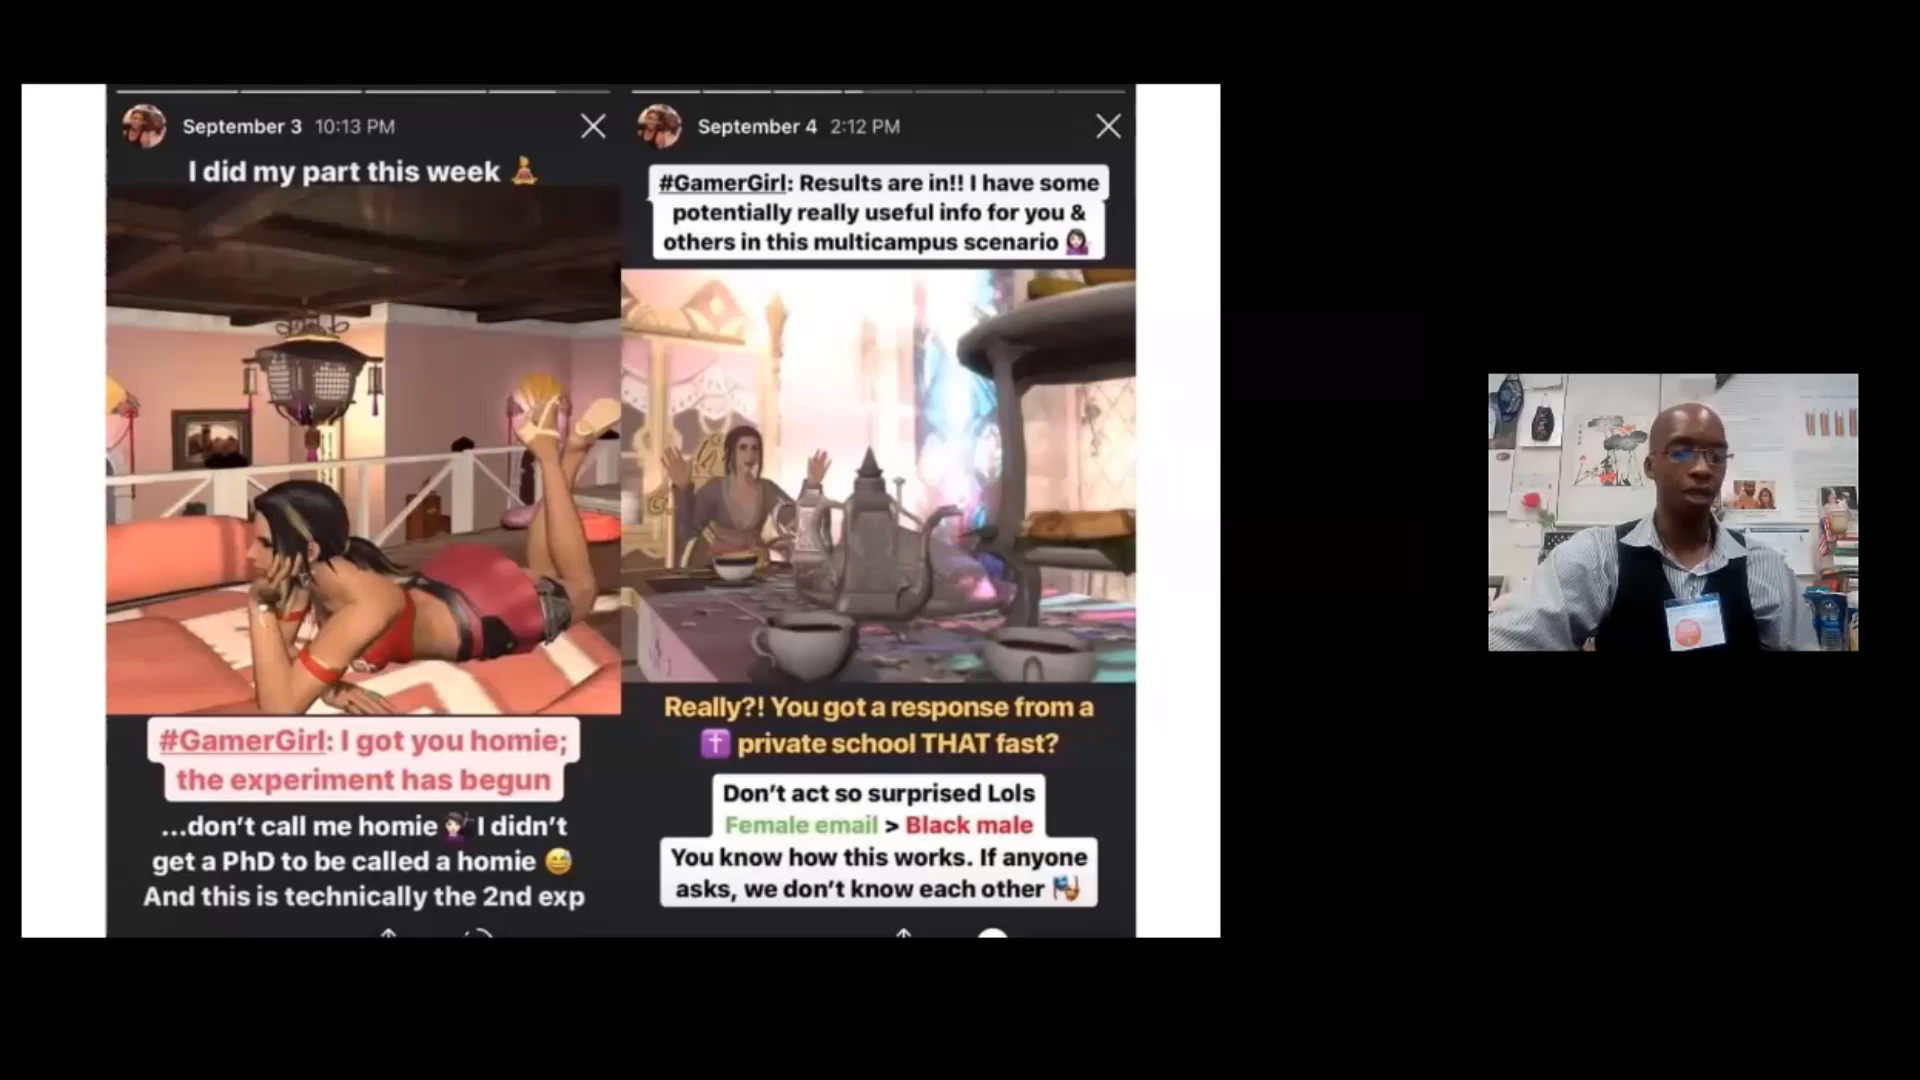 September 3 10:13 PM
I did my part this week 🧘
#GamerGirl: I got you homie;
the experiment has begun
...don't call me homie 💇🏻‍♀️ I didn't
get a PhD to be called a homie 😅
And this is technically the 2nd exp
September 4 2:12 PM
#GamerGirl: Results are in!! I have some
potentially really useful info for you &
others in this multicampus scenario 💁🏻‍♀️
Really?! You got a response from a
✝️ private school THAT fast?
Don't act so surprised Lols
Female email > Black male
You know how this works. If anyone
asks, we don't know each other 🎭